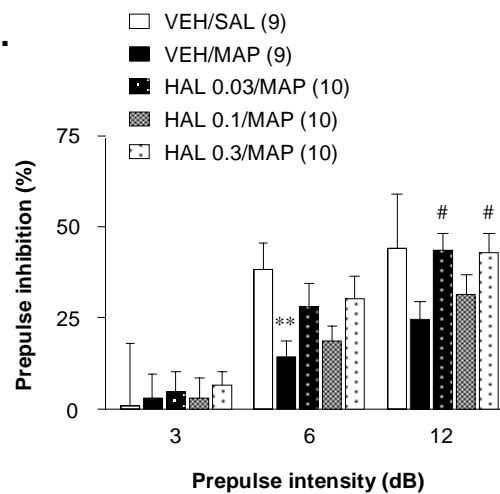 .
VEH/SAL (9)
VEH/MAP (9)
HAL 0.03/MAP (10)
HAL 0.1/MAP (10)
HAL 0.3/MAP (10)
75
50
25
0
Prepulse inhibition (%)
**
#
#
3
6
12
Prepulse intensity (dB)